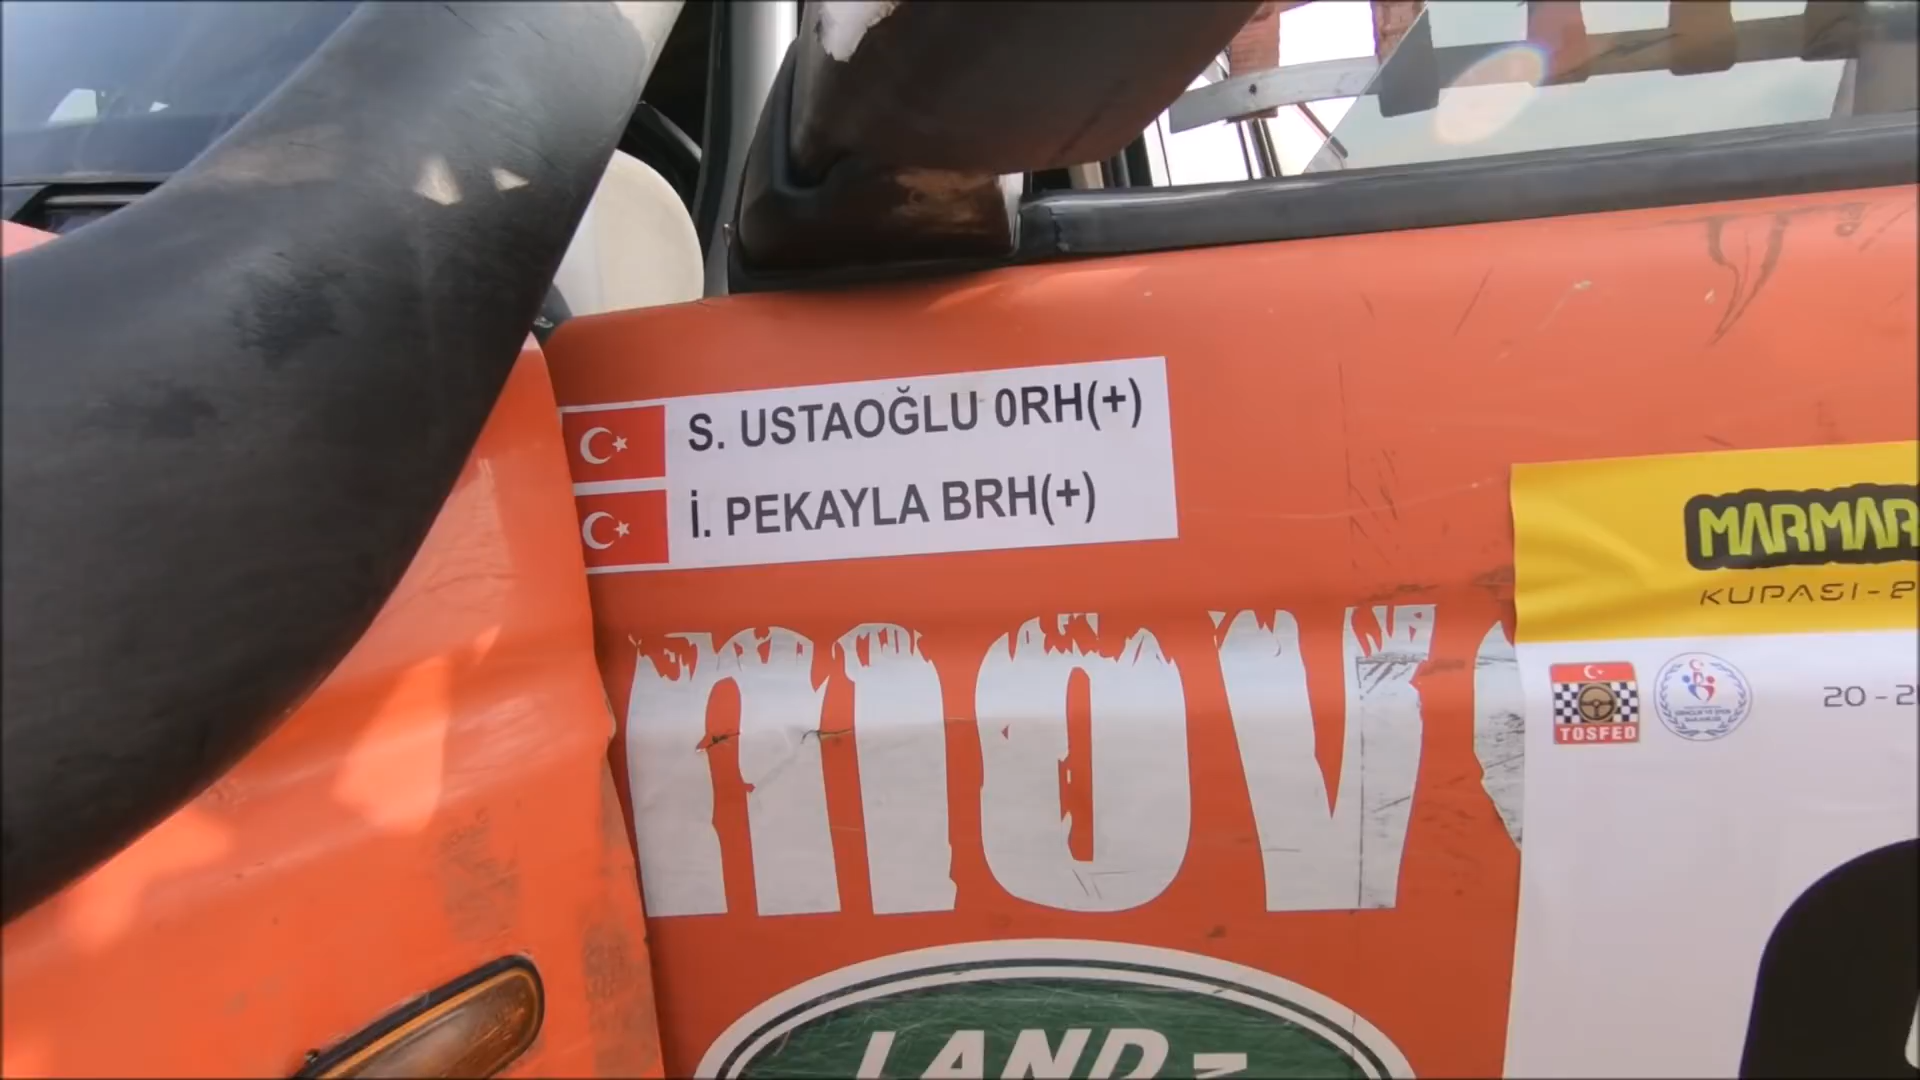 S. USTAOĞLU 0RH(+)
İ. PEKAYLA BRH(+)
MARMAR
KUPASI - 2
mov
TOSFED
20 - 2
LAND-